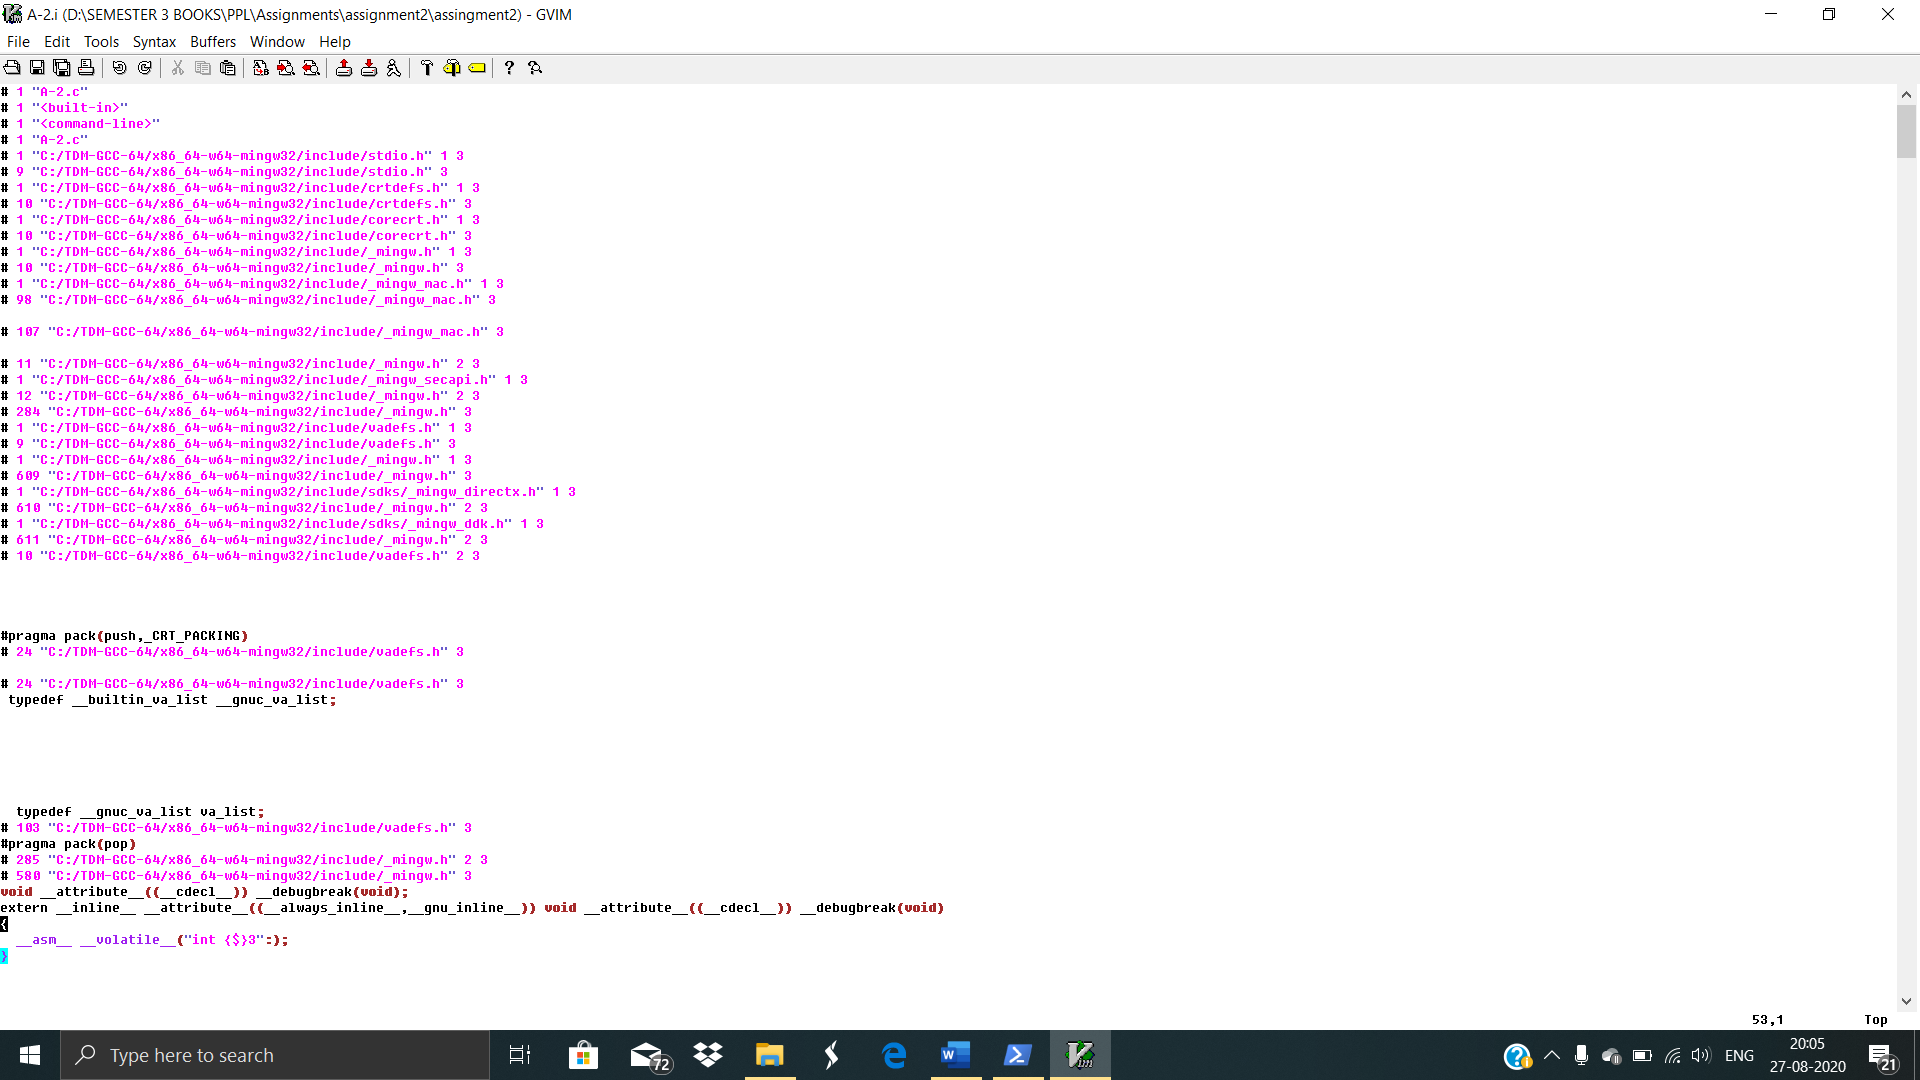 A-2.i (D:\SEMESTER 3 BOOKS\PPL\Assignments\assignment2\assingment2) - GVIM
File Edit Tools Syntax Buffers Window Help
# 1 "A-2.c"
# 1 "<built-in>"
# 1 "<command-line>"
# 1 "A-2.c"
# 1 "C:/TDM-GCC-64/x86_64-w64-mingw32/include/stdio.h" 1 3
# 9 "C:/TDM-GCC-64/x86_64-w64-mingw32/include/stdio.h" 3
# 1 "C:/TDM-GCC-64/x86_64-w64-mingw32/include/crtdefs.h" 1 3
# 10 "C:/TDM-GCC-64/x86_64-w64-mingw32/include/crtdefs.h" 3
# 1 "C:/TDM-GCC-64/x86_64-w64-mingw32/include/corecrt.h" 1 3
# 10 "C:/TDM-GCC-64/x86_64-w64-mingw32/include/corecrt.h" 3
# 1 "C:/TDM-GCC-64/x86_64-w64-mingw32/include/_mingw.h" 1 3
# 10 "C:/TDM-GCC-64/x86_64-w64-mingw32/include/_mingw.h" 3
# 1 "C:/TDM-GCC-64/x86_64-w64-mingw32/include/_mingw_mac.h" 1 3
# 98 "C:/TDM-GCC-64/x86_64-w64-mingw32/include/_mingw_mac.h" 3
# 107 "C:/TDM-GCC-64/x86_64-w64-mingw32/include/_mingw_mac.h" 3
# 11 "C:/TDM-GCC-64/x86_64-w64-mingw32/include/_mingw.h" 2 3
# 1 "C:/TDM-GCC-64/x86_64-w64-mingw32/include/_mingw_secapi.h" 1 3
# 12 "C:/TDM-GCC-64/x86_64-w64-mingw32/include/_mingw.h" 2 3
# 284 "C:/TDM-GCC-64/x86_64-w64-mingw32/include/_mingw.h" 3
# 1 "C:/TDM-GCC-64/x86_64-w64-mingw32/include/vadefs.h" 1 3
# 9 "C:/TDM-GCC-64/x86_64-w64-mingw32/include/vadefs.h" 3
# 1 "C:/TDM-GCC-64/x86_64-w64-mingw32/include/_mingw.h" 1 3
# 609 "C:/TDM-GCC-64/x86_64-w64-mingw32/include/_mingw.h" 3
# 1 "C:/TDM-GCC-64/x86_64-w64-mingw32/include/sdks/_mingw_directx.h" 1 3
# 610 "C:/TDM-GCC-64/x86_64-w64-mingw32/include/_mingw.h" 2 3
# 1 "C:/TDM-GCC-64/x86_64-w64-mingw32/include/sdks/_mingw_ddk.h" 1 3
# 611 "C:/TDM-GCC-64/x86_64-w64-mingw32/include/_mingw.h" 2 3
# 10 "C:/TDM-GCC-64/x86_64-w64-mingw32/include/vadefs.h" 2 3
#pragma pack(push,_CRT_PACKING)
# 24 "C:/TDM-GCC-64/x86_64-w64-mingw32/include/vadefs.h" 3
# 24 "C:/TDM-GCC-64/x86_64-w64-mingw32/include/vadefs.h" 3
typedef __builtin_va_list __gnuc_va_list;
typedef __gnuc_va_list va_list;
# 103 "C:/TDM-GCC-64/x86_64-w64-mingw32/include/vadefs.h" 3
#pragma pack(pop)
# 285 "C:/TDM-GCC-64/x86_64-w64-mingw32/include/_mingw.h" 2 3
# 580 "C:/TDM-GCC-64/x86_64-w64-mingw32/include/_mingw.h" 3
void __attribute__((__cdecl__)) __debugbreak(void);
extern __inline__ __attribute__((__always_inline__,__gnu_inline__)) void __attribute__((__cdecl__)) __debugbreak(void)
{
__asm__ __volatile__("int {$}3":);
}
53,1 Top
Type here to search
72
ENG
20:05
27-08-2020
21